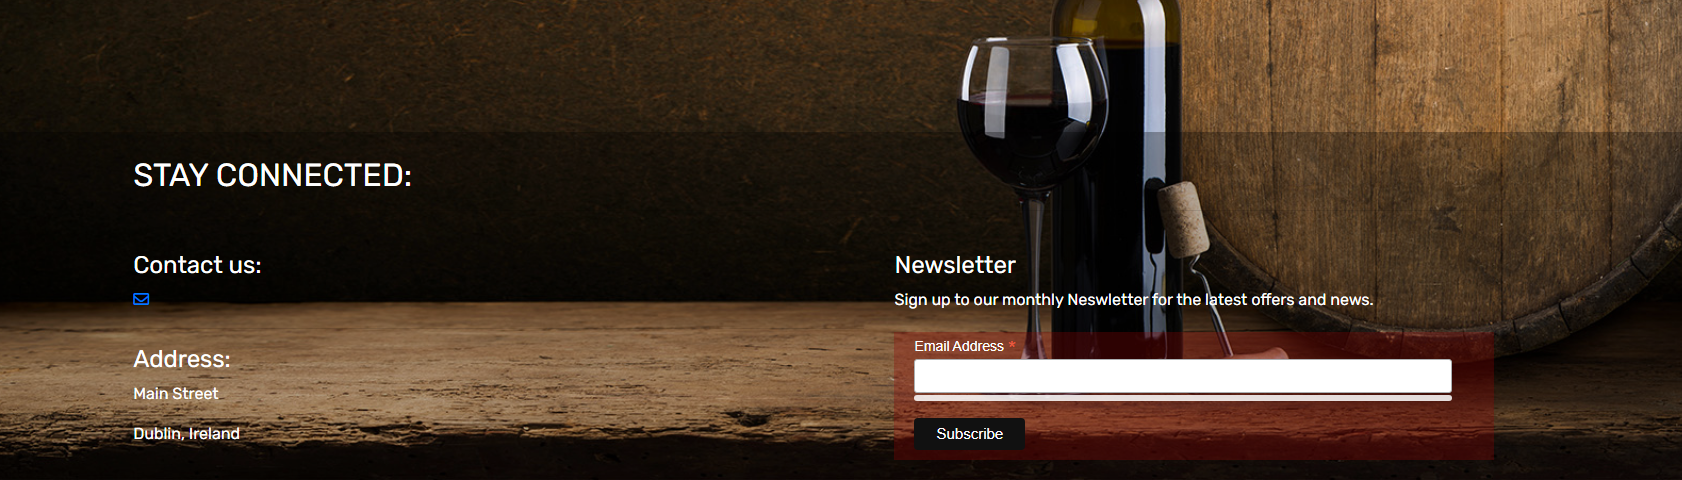 STAY CONNECTED:
Contact us:
Address:
Main Street
Dublin, Ireland
Newsletter
Sign up to our monthly Neswletter for the latest offers and news.
Email Address *
Subscribe